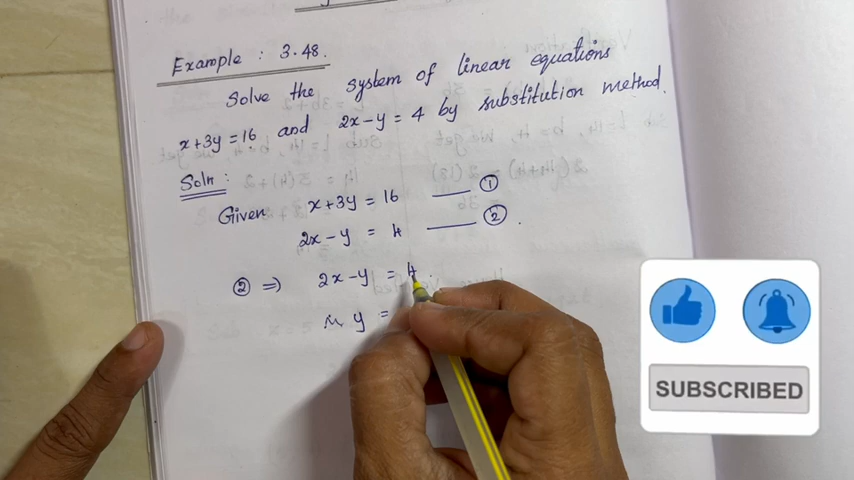 Example : 3.48.
Solve the system of linear equations
x+3y = 16 and 2x-y = 4 by substitution method.
Soln :
Given x+3y = 16 —— ①
2x-y = 4 —— ② .
② ⇒ 2x-y = 4 .
y =
SUBSCRIBED